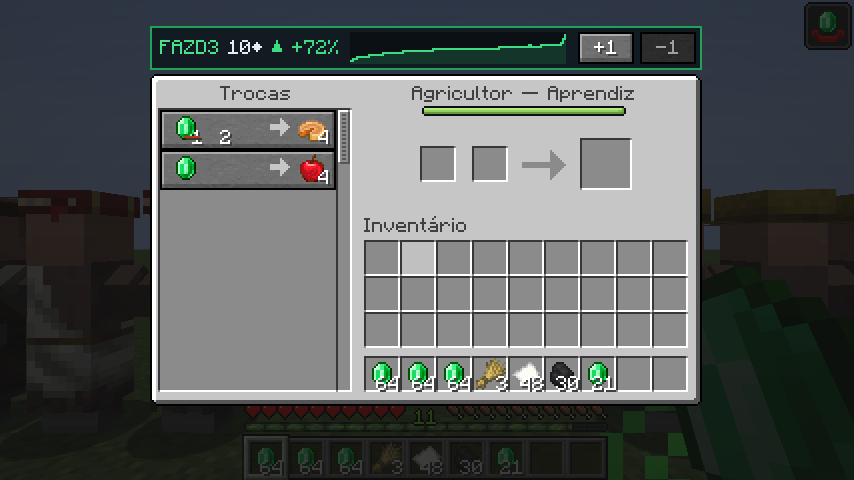 FAZD3 10♦ ▲ +72% +1 −1
Trocas
Agricultor — Aprendiz
1 2 4
4
Inventário
64 64 64 3 48 30 21
11
64 64 64 3 48 30 21